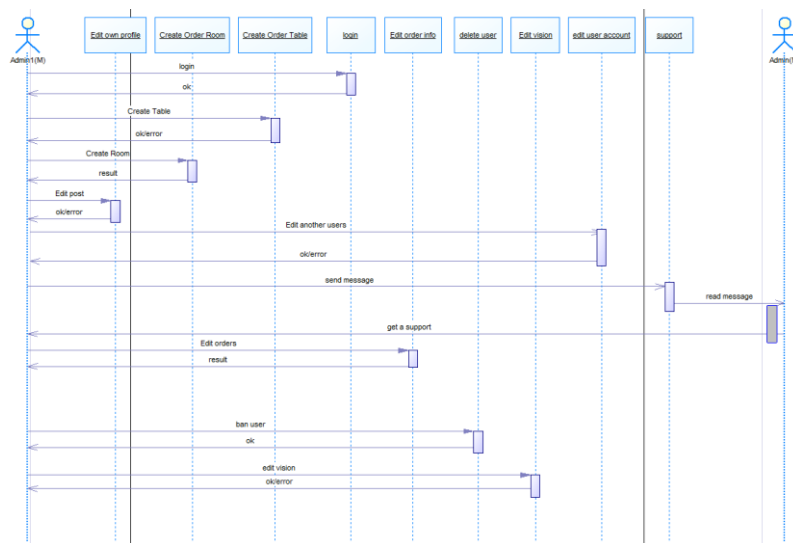 Edit own profile
Create Order Room
Create Order Table
login
Edit order info
delete user
Edit vision
edit user account
support
Admin1(M)
login
ok
Create Table
ok/error
Create Room
result
Edit post
ok/error
Edit another users
ok/error
send message
read message
get a support
Edit orders
result
ban user
ok
edit vision
ok/error